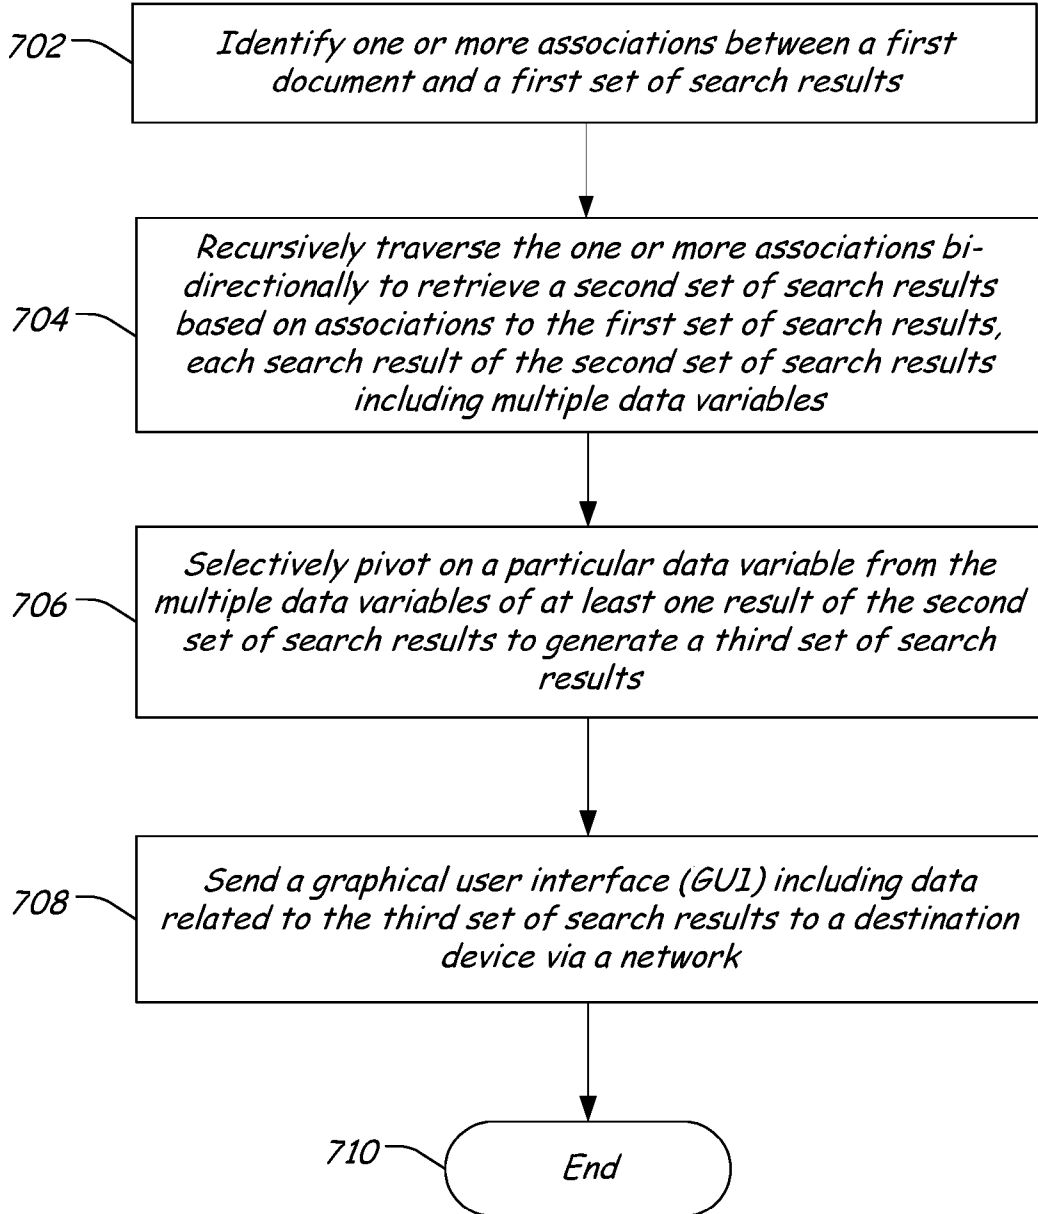 702
Identify one or more associations between a first
document and a first set of search results
704
Recursively traverse the one or more associations bi-
directionally to retrieve a second set of search results
based on associations to the first set of search results,
each search result of the second set of search results
including multiple data variables
706
Selectively pivot on a particular data variable from the
multiple data variables of at least one result of the second
set of search results to generate a third set of search
results
708
Send a graphical user interface (GUI) including data
related to the third set of search results to a destination
device via a network
710
End